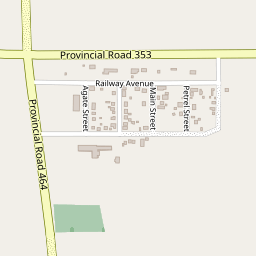 Provincial Road 353
Railway Avenue
Agate Street
Main Street
Petrel Street
Provincial Road 464